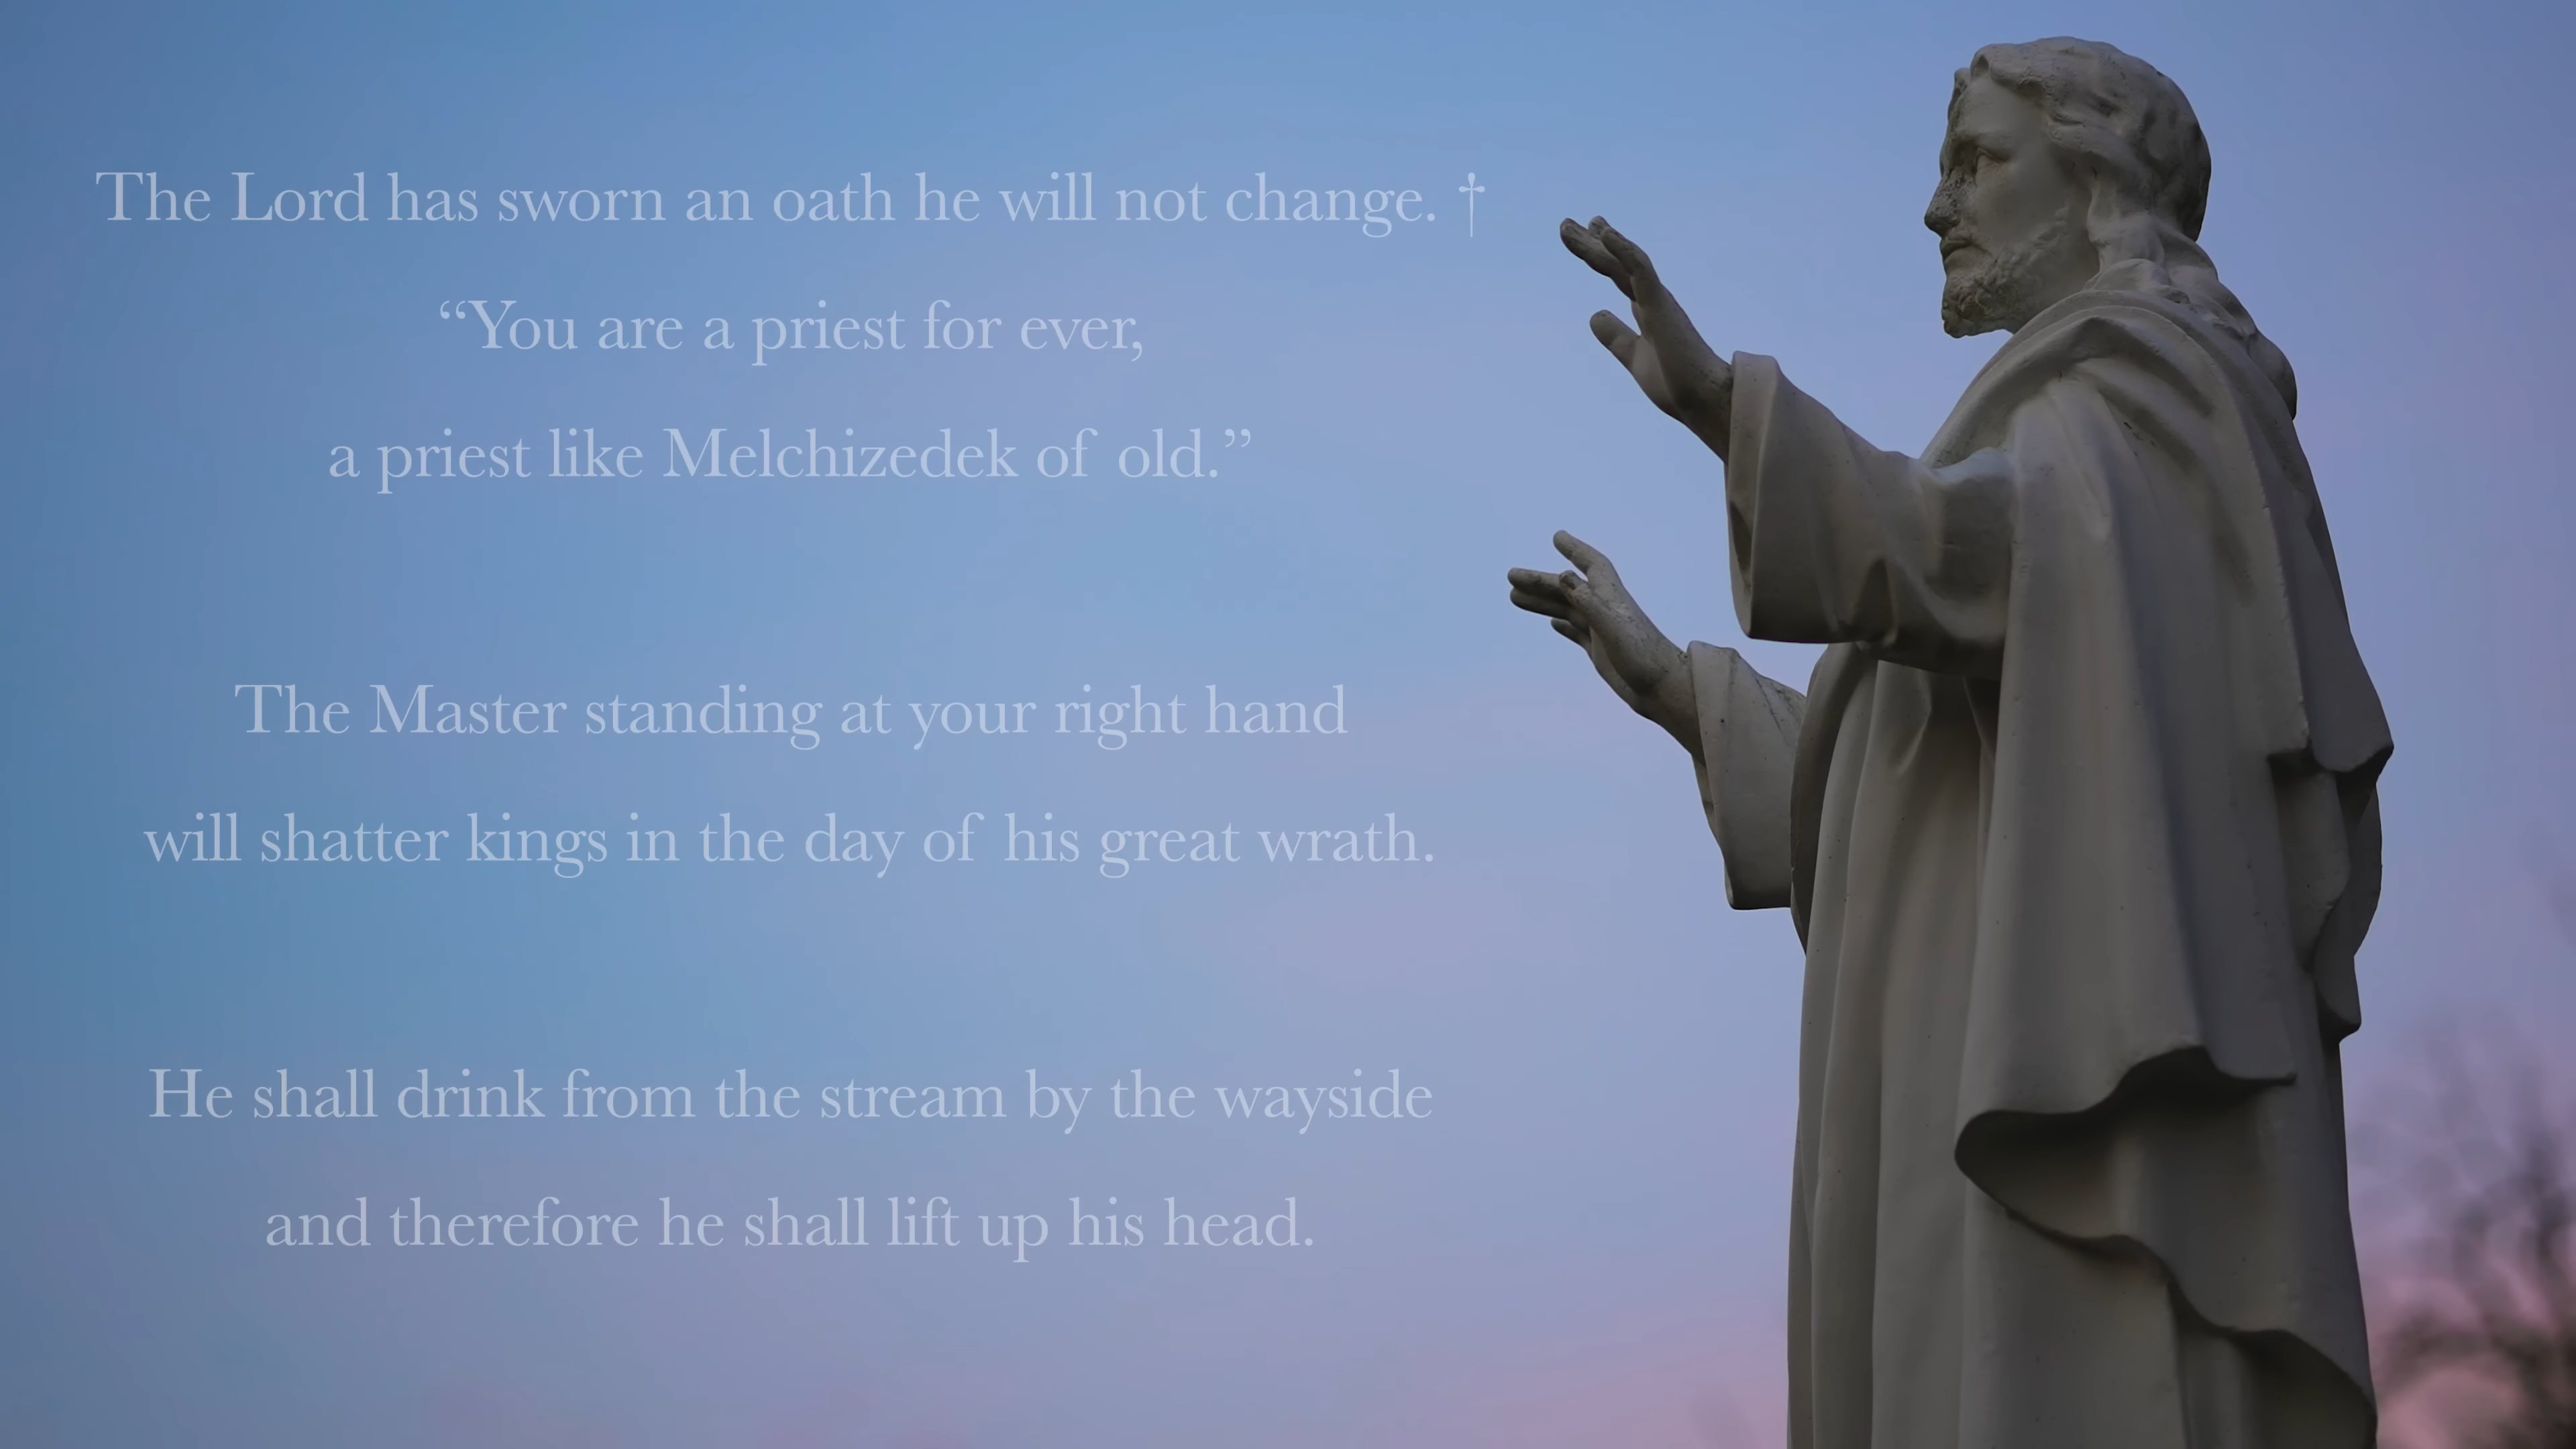 The Lord has sworn an oath he will not change. †
“You are a priest for ever,
a priest like Melchizedek of old.”
The Master standing at your right hand
will shatter kings in the day of his great wrath.
He shall drink from the stream by the wayside
and therefore he shall lift up his head.